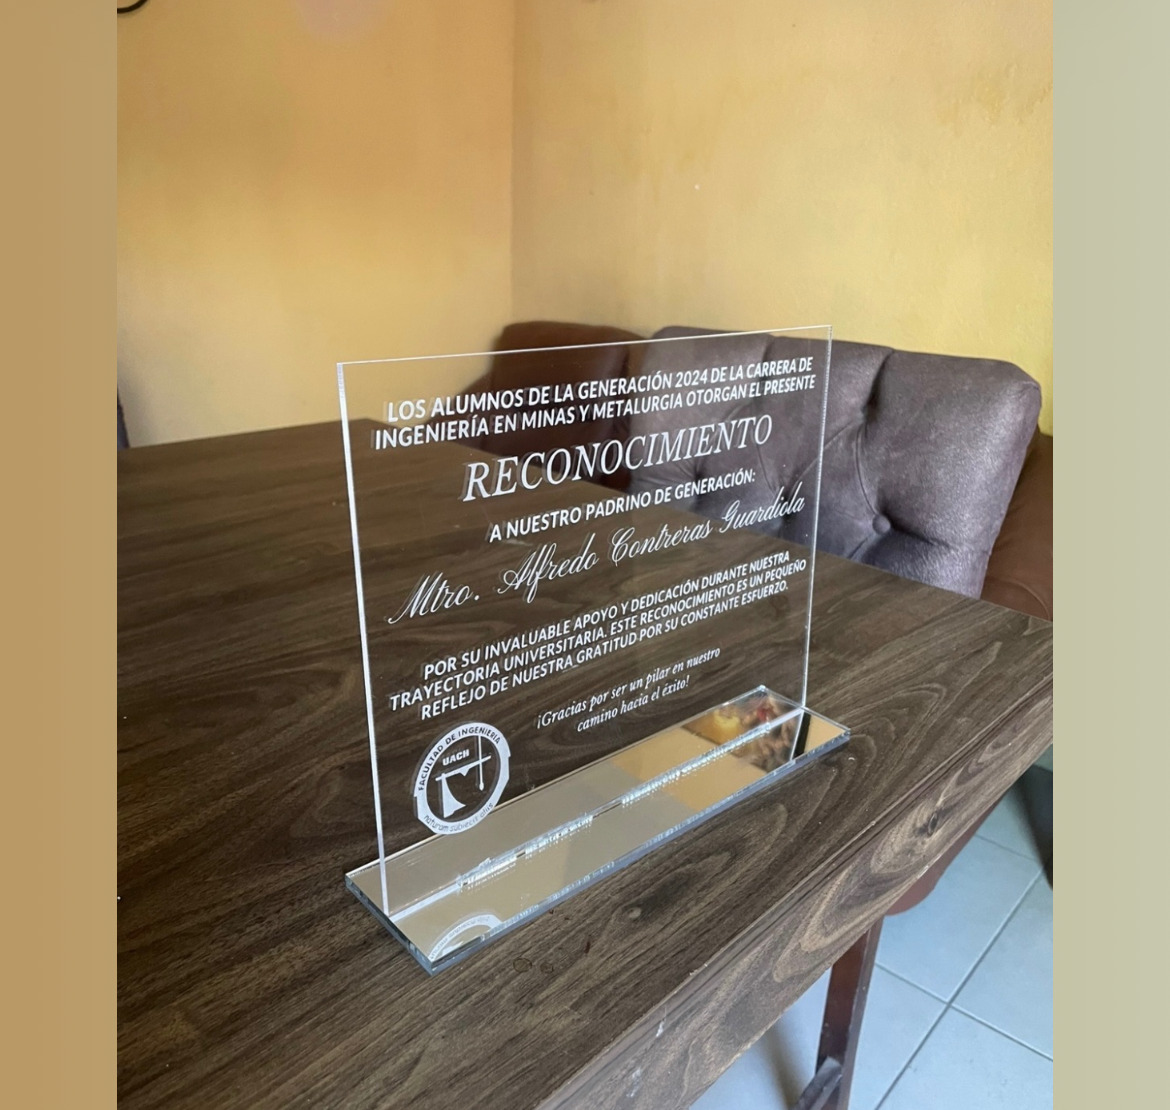 LOS ALUMNOS DE LA GENERACIÓN 2024 DE LA CARRERA DE
INGENIERÍA EN MINAS Y METALURGIA OTORGAN EL PRESENTE
RECONOCIMIENTO
A NUESTRO PADRINO DE GENERACIÓN:
Mtro. Alfredo Contreras Guardiola
POR SU INVALUABLE APOYO Y DEDICACIÓN DURANTE NUESTRA
TRAYECTORIA UNIVERSITARIA. ESTE RECONOCIMIENTO ES UN PEQUEÑO
REFLEJO DE NUESTRA GRATITUD POR SU CONSTANTE ESFUERZO.
¡Gracias por ser un pilar en nuestro
camino hacia el éxito!
FACULTAD DE INGENIERÍA
UACH